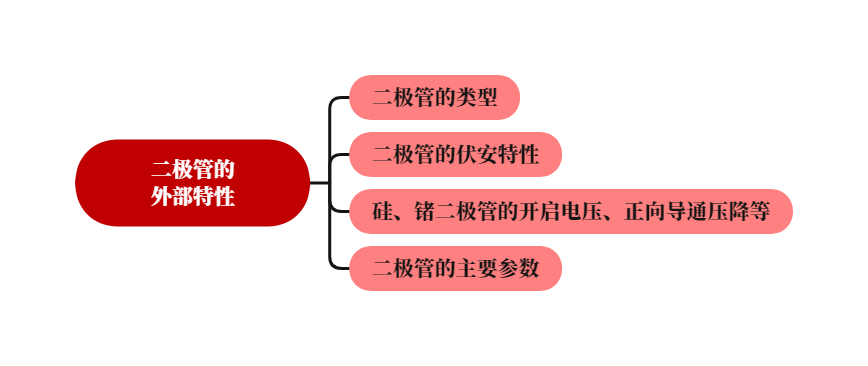 二极管的
外部特性
二极管的类型
二极管的伏安特性
硅、锗二极管的开启电压、正向导通压降等
二极管的主要参数